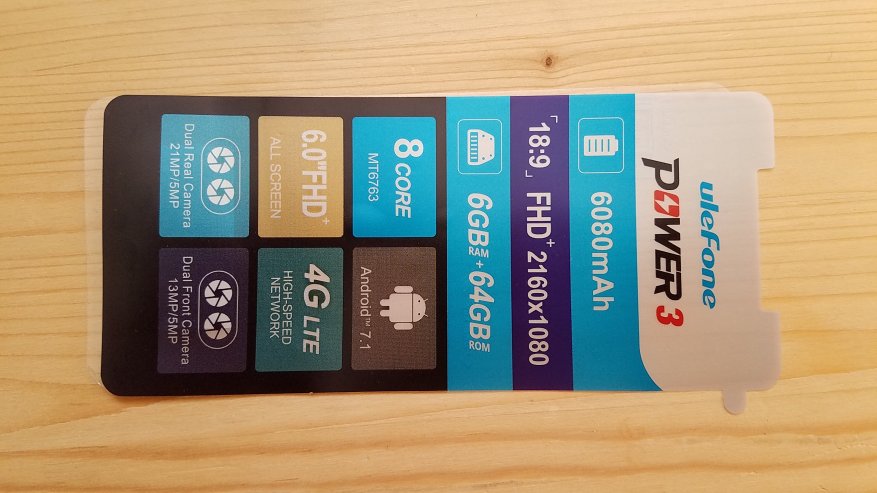 ulefone
POWER 3
6080mAh
「18:9」 FHD+ 2160x1080
6GB RAM + 64GB ROM
8 CORE
MT6763
Android™ 7.1
6.0"FHD+
ALL SCREEN
4G LTE
HIGH-SPEED
NETWORK
Dual Real Camera
21MP/5MP
Dual Front Camera
13MP/5MP